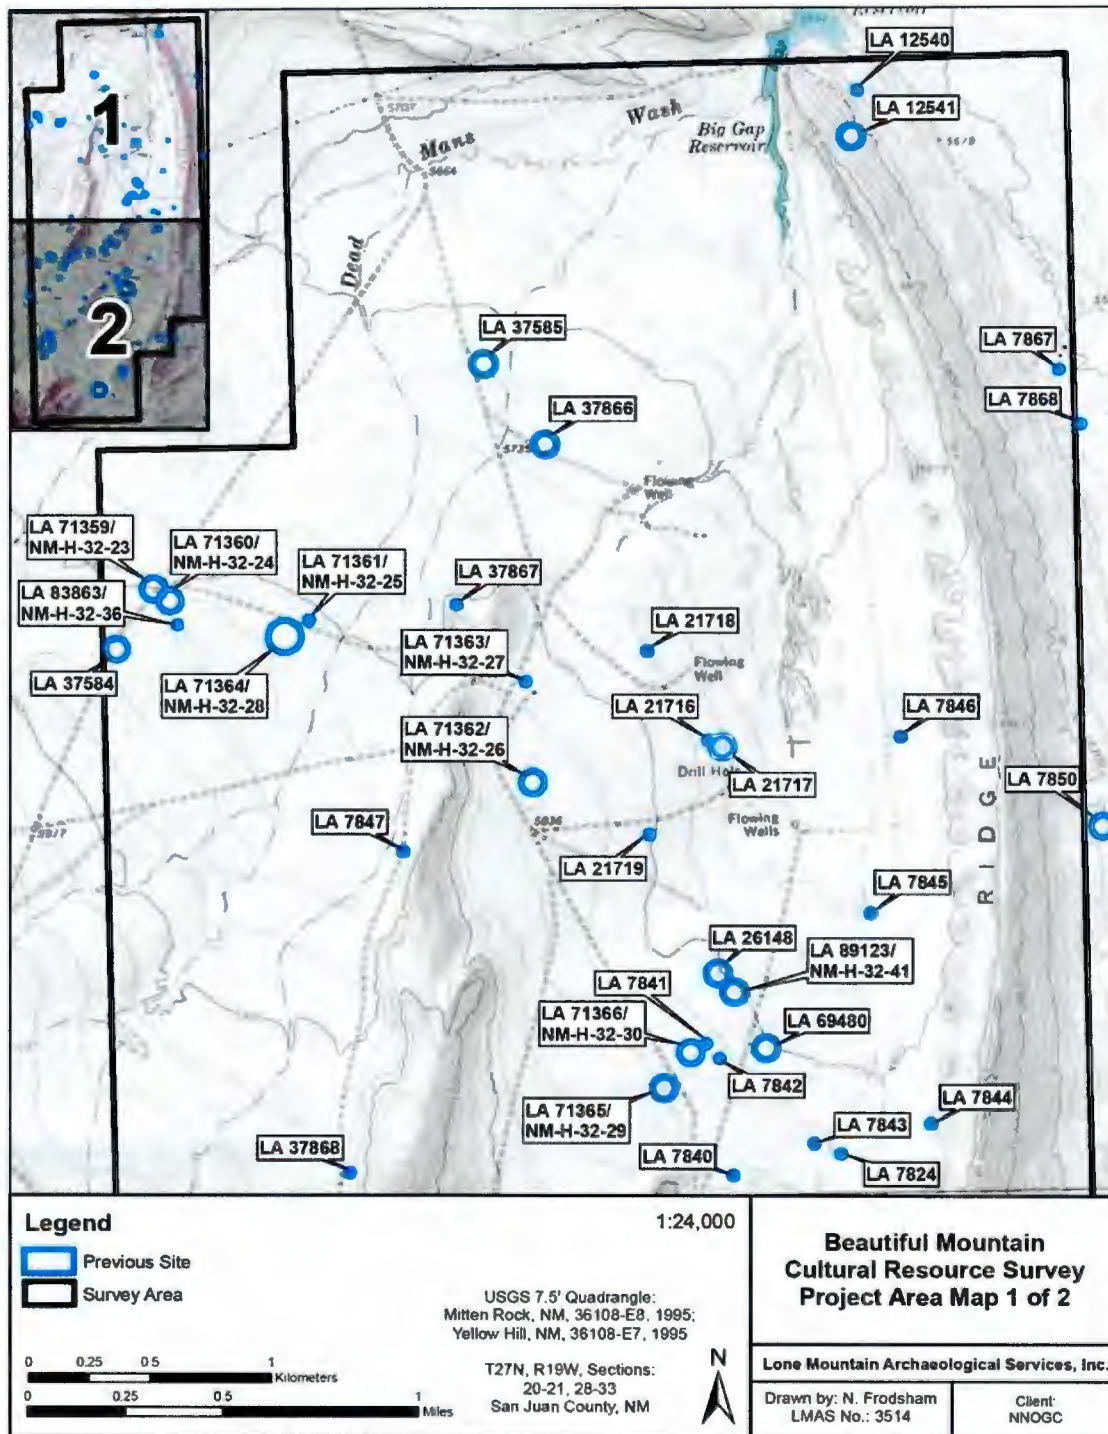 1
2
LA 12540
LA 12541
Wash
Mans
Dead
Big Gap
Reservoir
5678
5664
LA 37585
LA 7867
LA 7868
LA 37866
Flowing
Well
LA 71359/
NM-H-32-23
LA 71360/
NM-H-32-24
LA 71361/
NM-H-32-25
LA 83863/
NM-H-32-36
LA 37584
LA 71364/
NM-H-32-28
LA 37867
LA 71363/
NM-H-32-27
LA 21718
Flowing
Well
LA 21716
LA 7846
LA 71362/
NM-H-32-26
Drill Hole
LA 21717
LA 7850
RIDGE
LA 7847
5836
Flowing
Wells
LA 21719
LA 7845
LA 26148
LA 89123/
NM-H-32-41
LA 7841
LA 71366/
NM-H-32-30
LA 69480
LA 7842
LA 71365/
NM-H-32-29
LA 7844
LA 7843
LA 37868
LA 7840
LA 7824
Legend
Previous Site
Survey Area
1:24,000
USGS 7.5' Quadrangle:
Mitten Rock, NM, 36108-E8, 1995;
Yellow Hill, NM, 36108-E7, 1995
T27N, R19W, Sections:
20-21, 28-33
San Juan County, NM
0 0.25 0.5 1
Kilometers
0 0.25 0.5 1
Miles
N
Beautiful Mountain
Cultural Resource Survey
Project Area Map 1 of 2
Lone Mountain Archaeological Services, Inc.
Drawn by: N. Frodsham
LMAS No.: 3514
Client:
NNOGC